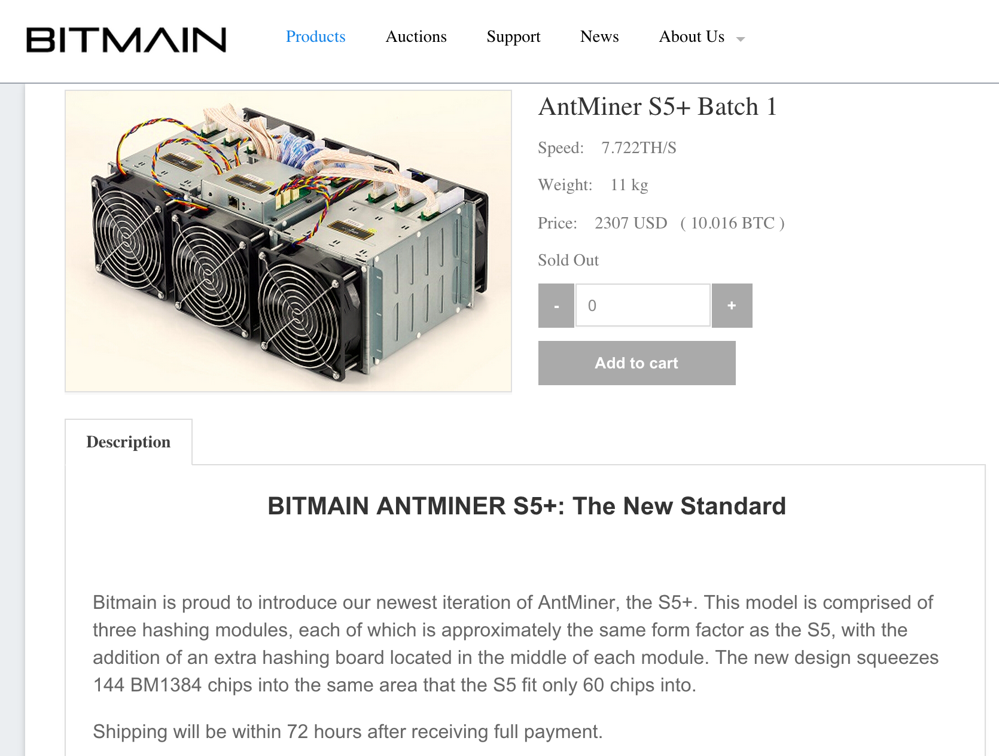 BITMAIN
Products
Auctions
Support
News
About Us
AntMiner S5+ Batch 1
Speed: 7.722TH/S
Weight: 11 kg
Price: 2307 USD ( 10.016 BTC )
Sold Out
- 0 +
Add to cart
Description
BITMAIN ANTMINER S5+: The New Standard
Bitmain is proud to introduce our newest iteration of AntMiner, the S5+. This model is comprised of
three hashing modules, each of which is approximately the same form factor as the S5, with the
addition of an extra hashing board located in the middle of each module. The new design squeezes
144 BM1384 chips into the same area that the S5 fit only 60 chips into.
Shipping will be within 72 hours after receiving full payment.